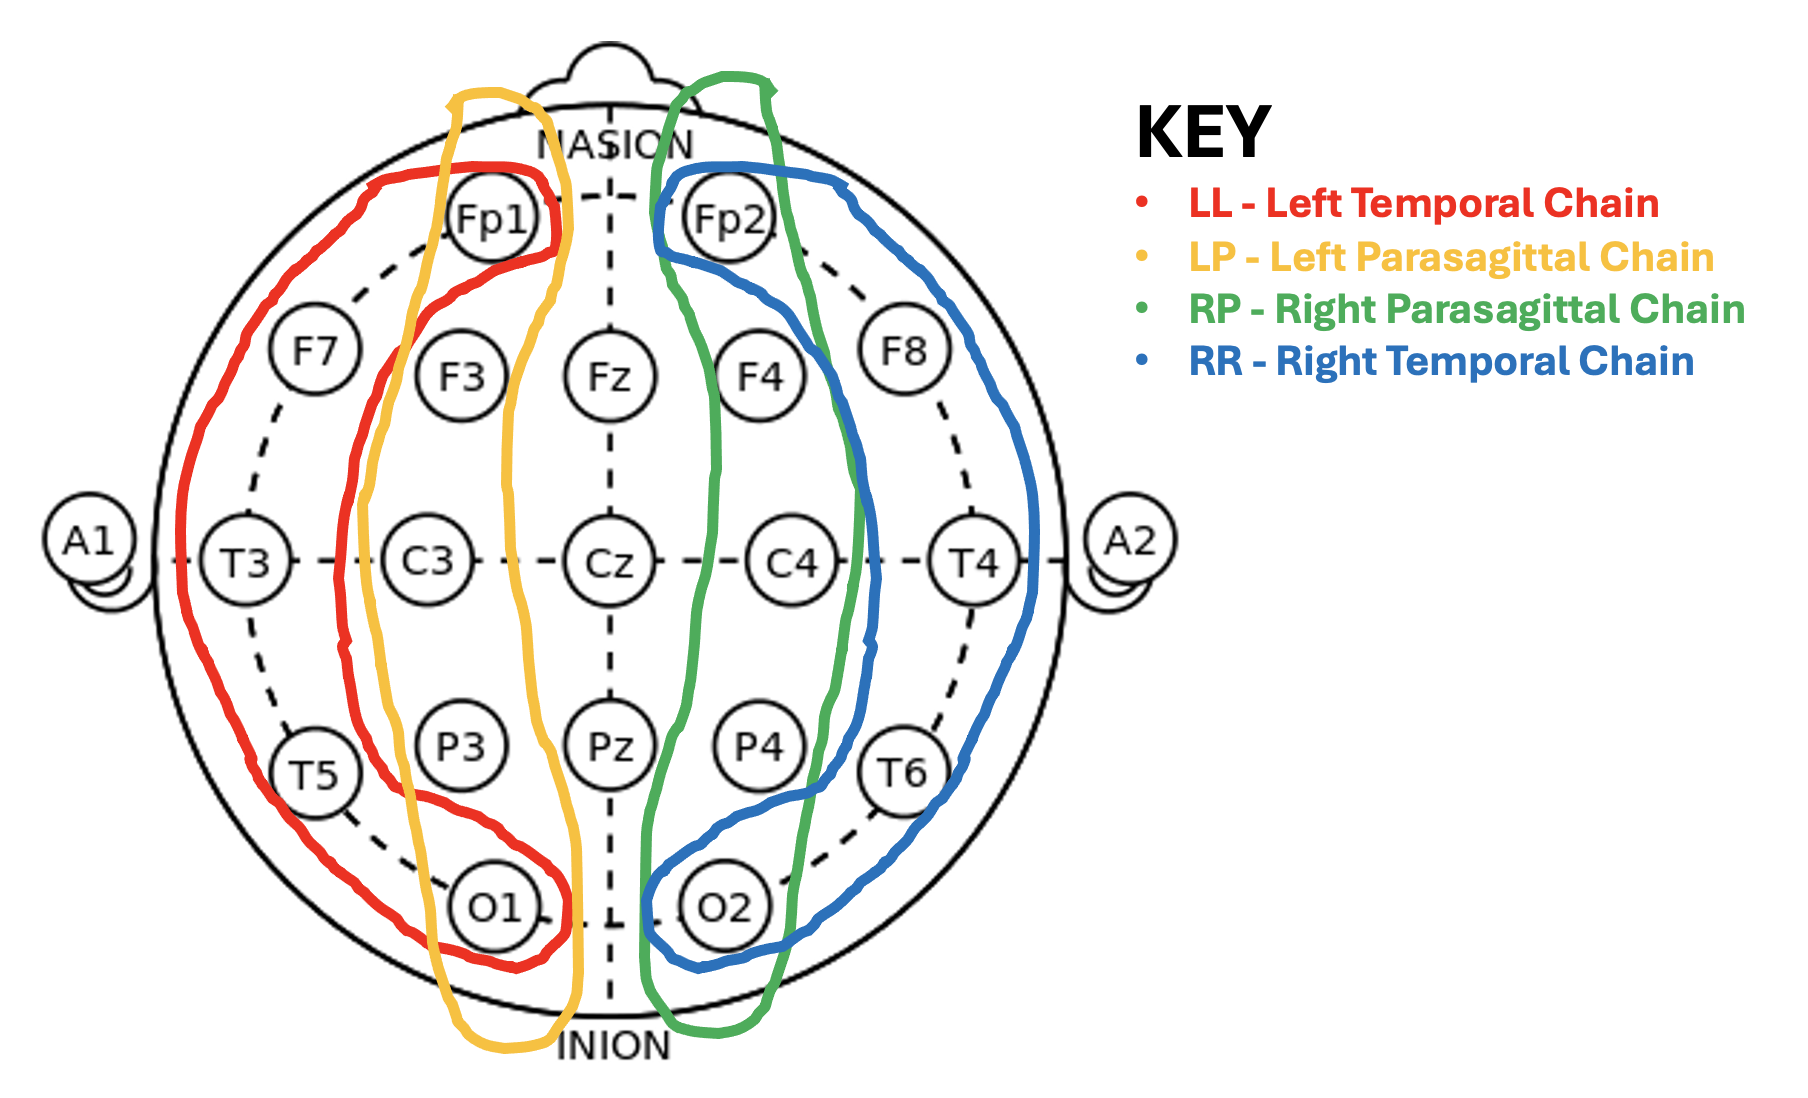 NASION
Fp1 Fp2
F7 F3 Fz F4 F8
A1 T3 C3 Cz C4 T4 A2
T5 P3 Pz P4 T6
O1 O2
INION
KEY
• LL - Left Temporal Chain
• LP - Left Parasagittal Chain
• RP - Right Parasagittal Chain
• RR - Right Temporal Chain